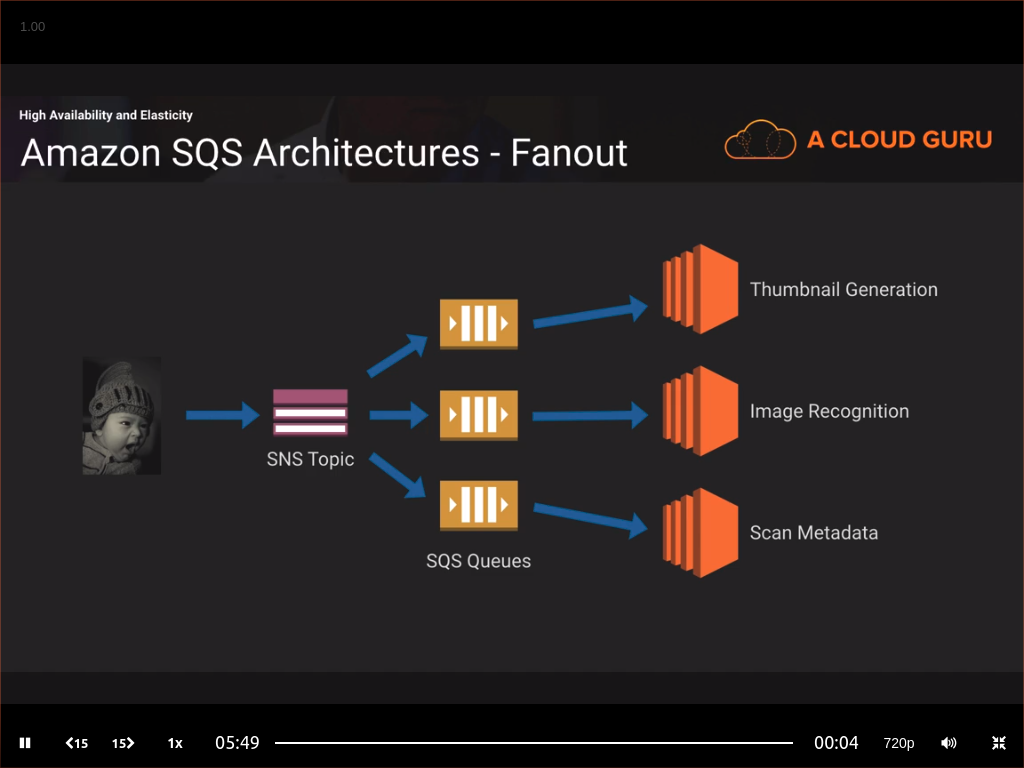 1.00
High Availability and Elasticity
Amazon SQS Architectures - Fanout
A CLOUD GURU
Thumbnail Generation
Image Recognition
SNS Topic
Scan Metadata
SQS Queues
15
15
1x
05:49
00:04
720p